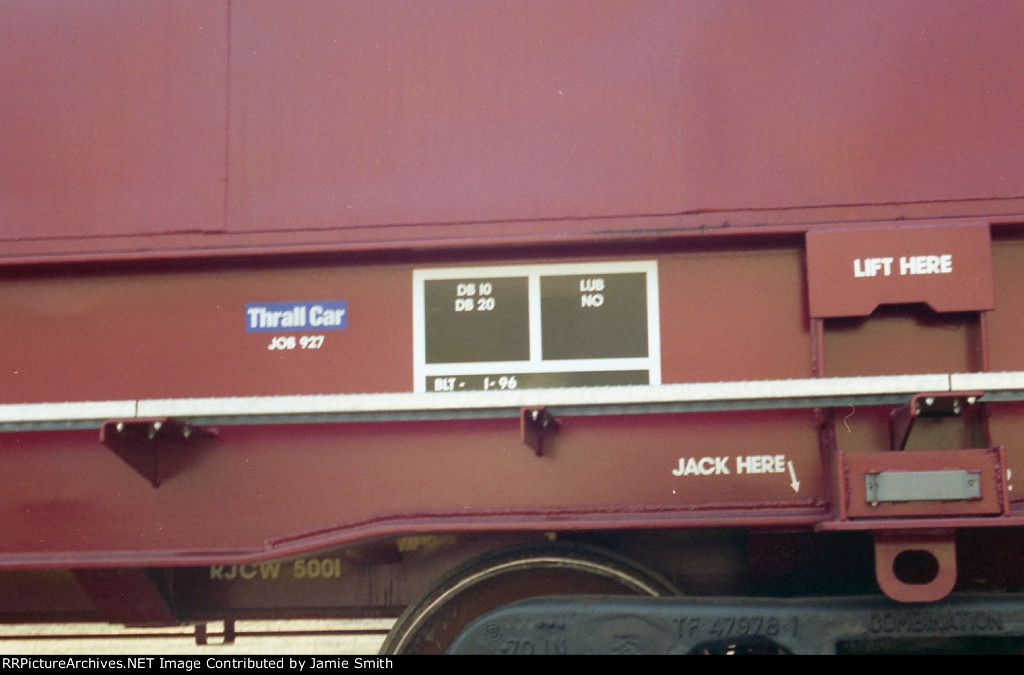 LIFT HERE
DB 10
DB 20
LUB
NO
Thrall Car
JOB 927
BLT - 1-96
JACK HERE
RJCW 5001
TF 47978-1
COMBINATION
RRPictureArchives.NET Image Contributed by Jamie Smith